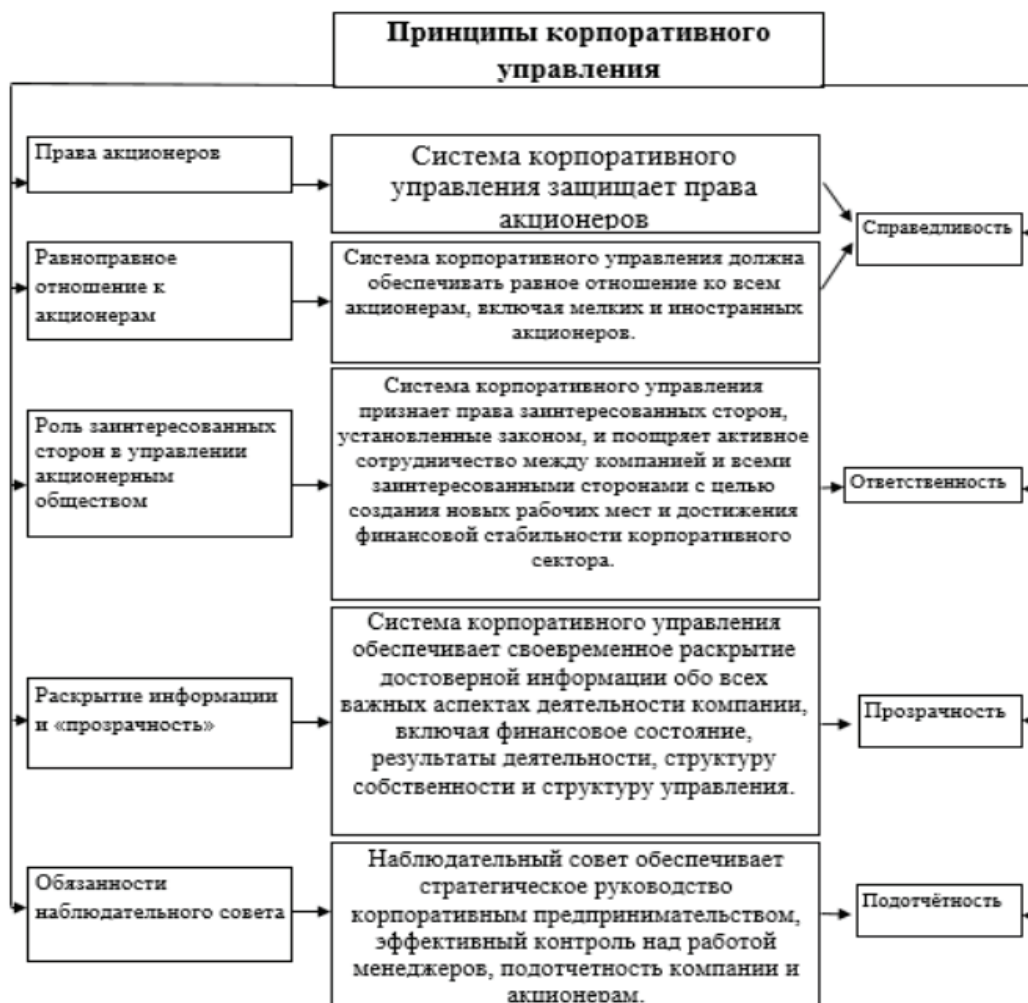 Принципы корпоративного
управления
Права акционеров
Система корпоративного
управления защищает права
акционеров
Справедливость
Равноправное
отношение к
акционерам
Система корпоративного управления должна
обеспечивать равное отношение ко всем
акционерам, включая мелких и иностранных
акционеров.
Роль заинтересованных
сторон в управлении
акционерным
обществом
Система корпоративного управления
признает права заинтересованных сторон,
установленные законом, и поощряет активное
сотрудничество между компанией и всеми
заинтересованными сторонами с целью
создания новых рабочих мест и достижения
финансовой стабильности корпоративного
сектора.
Ответственность
Раскрытие информации
и «прозрачность»
Система корпоративного управления
обеспечивает своевременное раскрытие
достоверной информации обо всех
важных аспектах деятельности компании,
включая финансовое состояние,
результаты деятельности, структуру
собственности и структуру управления.
Прозрачность
Обязанности
наблюдательного совета
Наблюдательный совет обеспечивает
стратегическое руководство
корпоративным предпринимательством,
эффективный контроль над работой
менеджеров, подотчетность компании и
акционерам.
Подотчётность